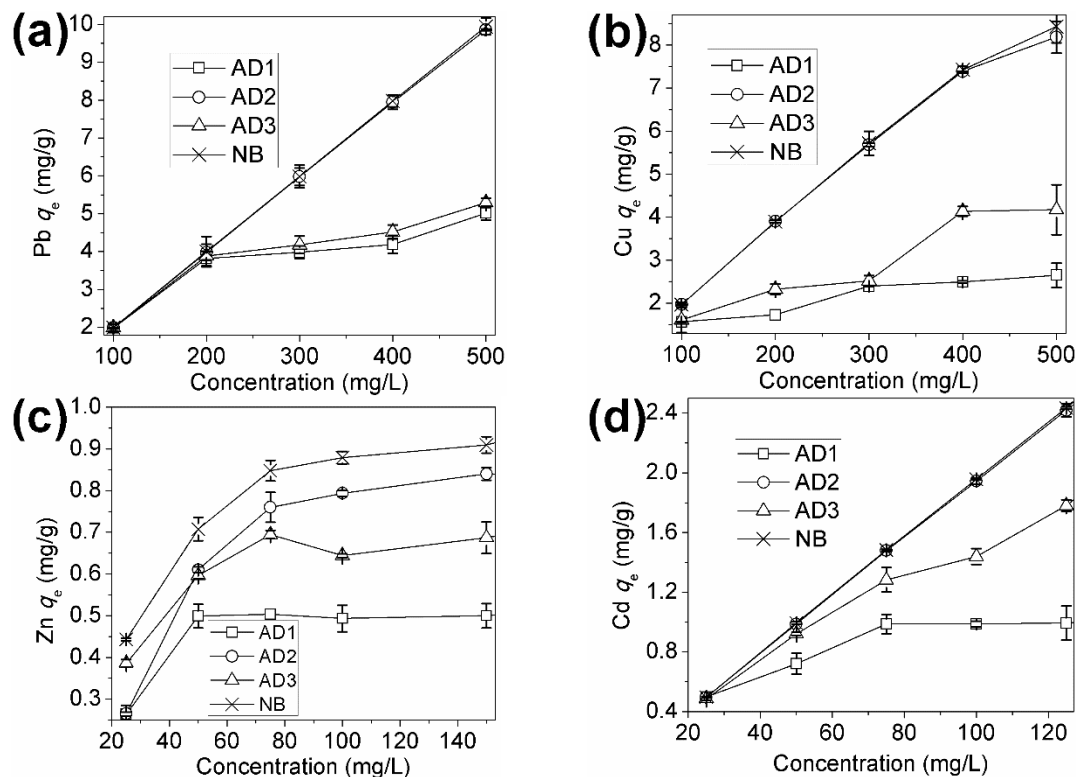 (a)
10
9
8
7
6
5
4
3
2
Pb qe (mg/g)
AD1
AD2
AD3
NB
100 200 300 400 500
Concentration (mg/L)
(b)
8
7
6
5
4
3
2
Cu qe (mg/g)
AD1
AD2
AD3
NB
100 200 300 400 500
Concentration (mg/L)
(c)
1.0
0.9
0.8
0.7
0.6
0.5
0.4
0.3
Zn qe (mg/g)
AD1
AD2
AD3
NB
20 40 60 80 100 120 140
Concentration (mg/L)
(d)
2.4
2.0
1.6
1.2
0.8
0.4
Cd qe (mg/g)
AD1
AD2
AD3
NB
20 40 60 80 100 120
Concentration (mg/L)